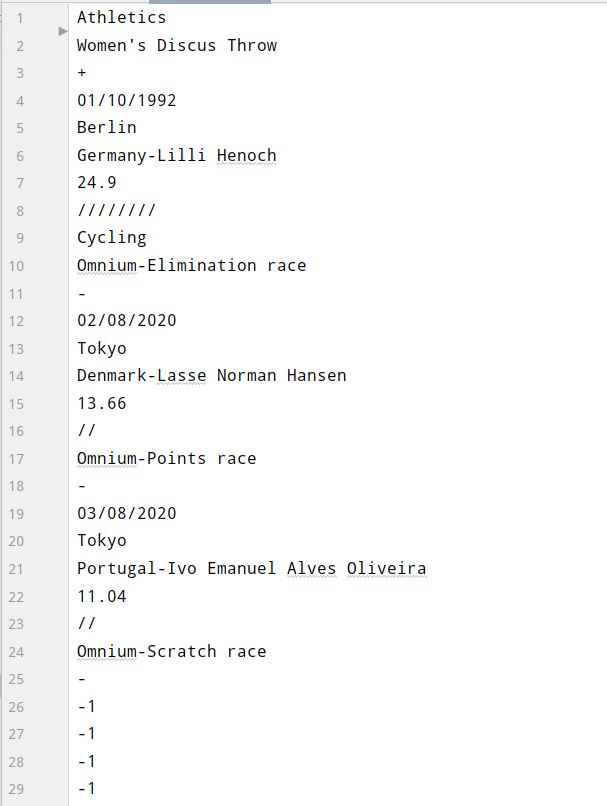 1 Athletics
2 Women's Discus Throw
3 +
4 01/10/1992
5 Berlin
6 Germany-Lilli Henoch
7 24.9
8 ////////
9 Cycling
10 Omnium-Elimination race
11 -
12 02/08/2020
13 Tokyo
14 Denmark-Lasse Norman Hansen
15 13.66
16 //
17 Omnium-Points race
18 -
19 03/08/2020
20 Tokyo
21 Portugal-Ivo Emanuel Alves Oliveira
22 11.04
23 //
24 Omnium-Scratch race
25 -
26 -1
27 -1
28 -1
29 -1